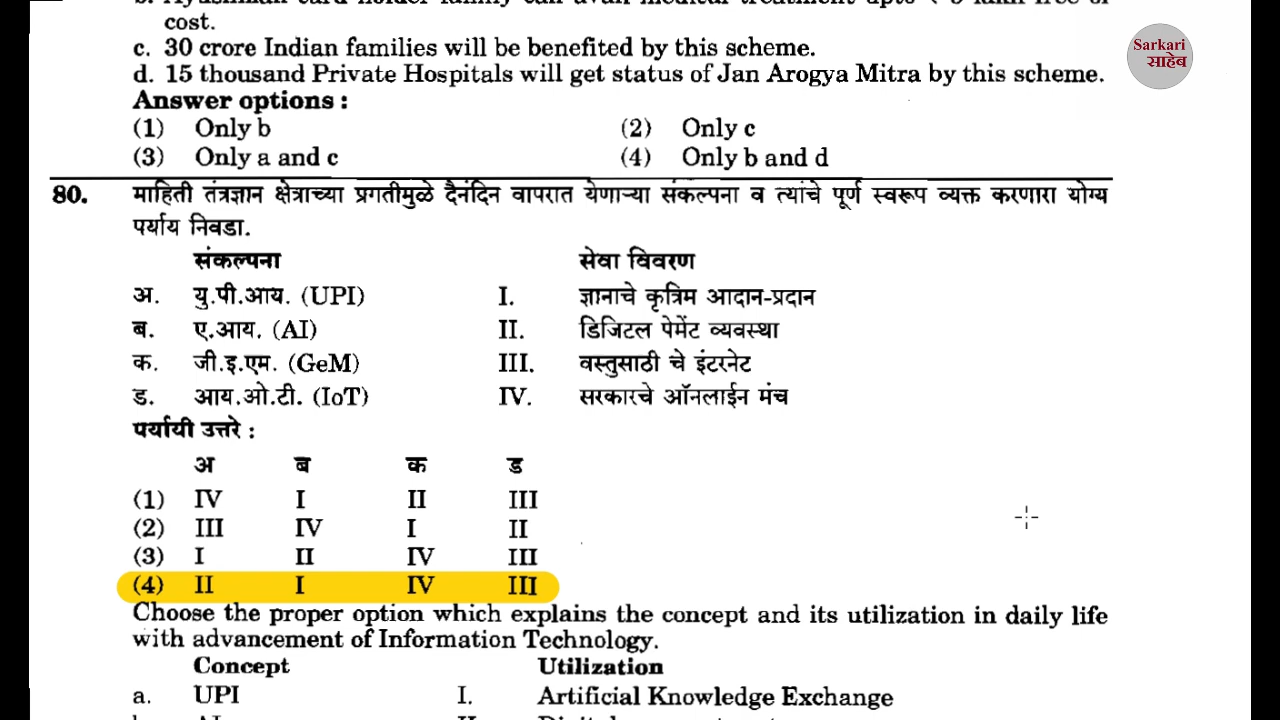 cost.
c. 30 crore Indian families will be benefited by this scheme.
d. 15 thousand Private Hospitals will get status of Jan Arogya Mitra by this scheme.
Sarkari
साहेब
Answer options :
(1) Only b (2) Only c
(3) Only a and c (4) Only b and d
80. माहिती तंत्रज्ञान क्षेत्राच्या प्रगतीमुळे दैनंदिन वापरात येणाऱ्या संकल्पना व त्यांचे पूर्ण स्वरूप व्यक्त करणारा योग्य
पर्याय निवडा.
संकल्पना सेवा विवरण
अ. यु.पी.आय. (UPI) I. ज्ञानाचे कृत्रिम आदान-प्रदान
ब. ए.आय. (AI) II. डिजिटल पेमेंट व्यवस्था
क. जी.इ.एम. (GeM) III. वस्तुसाठी चे इंटरनेट
ड. आय.ओ.टी. (IoT) IV. सरकारचे ऑनलाईन मंच
पर्यायी उत्तरे :
अ ब क ड
(1) IV I II III
(2) III IV I II
(3) I II IV III
(4) II I IV III
Choose the proper option which explains the concept and its utilization in daily life
with advancement of Information Technology.
Concept Utilization
a. UPI I. Artificial Knowledge Exchange